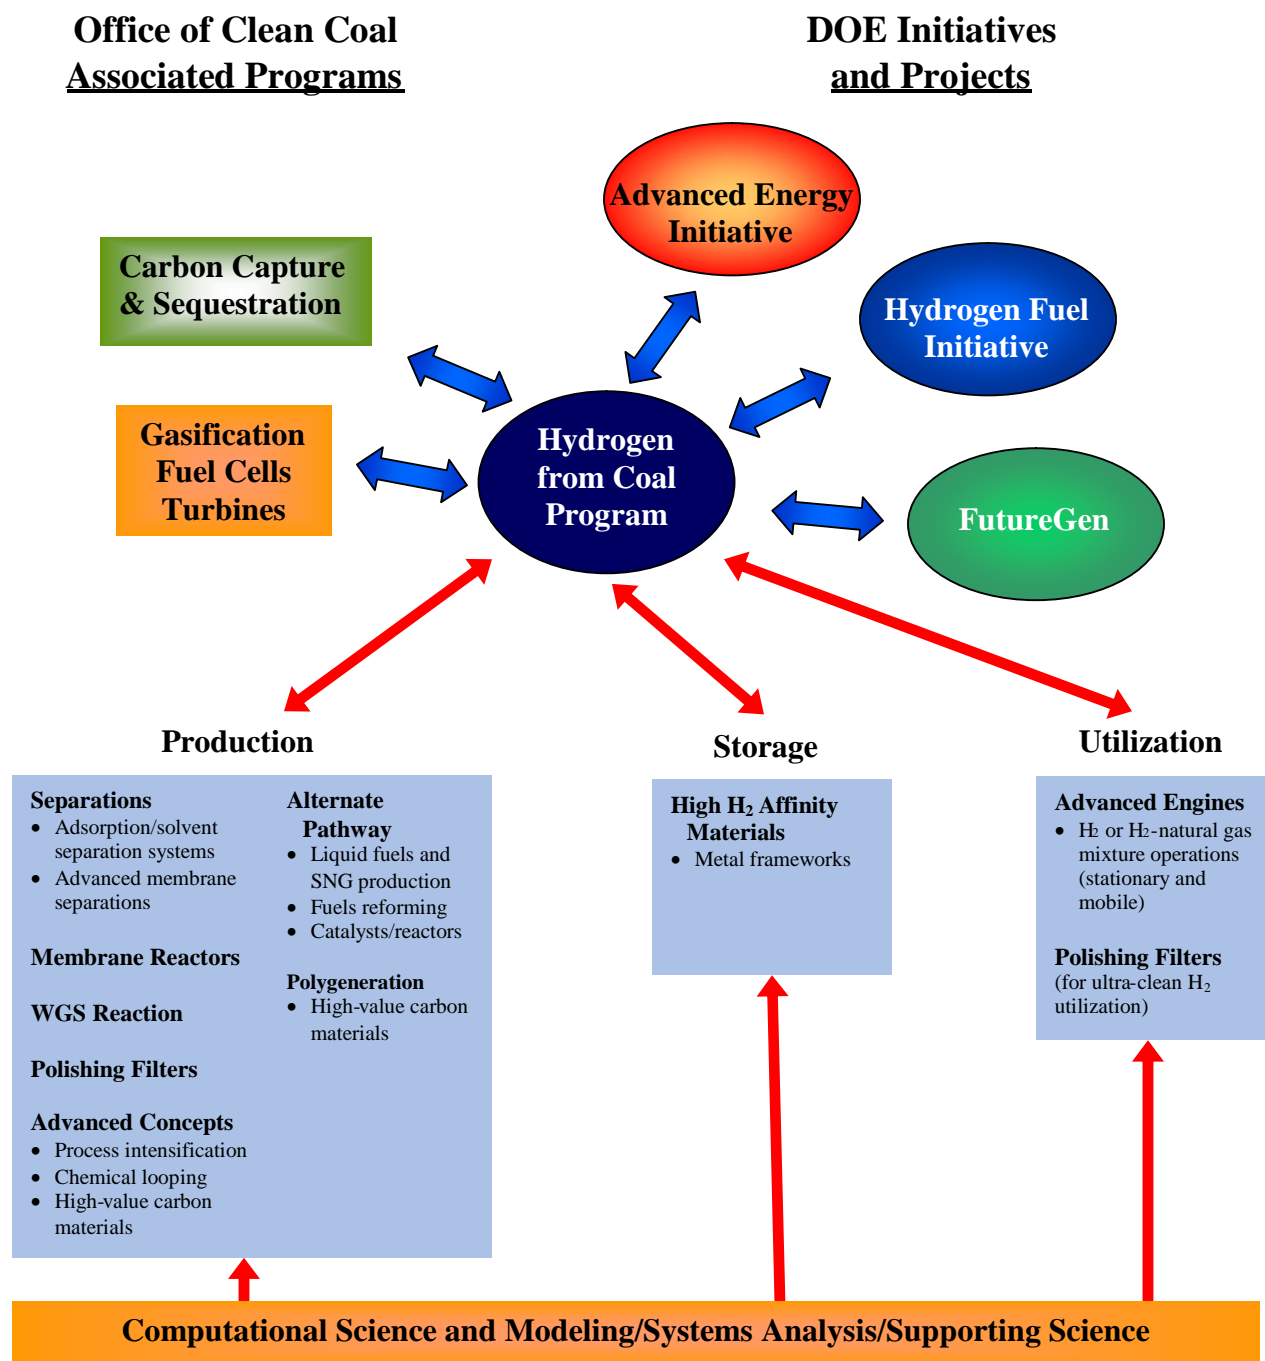 Office of Clean Coal
Associated Programs
DOE Initiatives
and Projects
Advanced Energy
Initiative
Carbon Capture
& Sequestration
Hydrogen Fuel
Initiative
Gasification
Fuel Cells
Turbines
Hydrogen
from Coal
Program
FutureGen
Production
Separations
• Adsorption/solvent
separation systems
• Advanced membrane
separations
Membrane Reactors
WGS Reaction
Polishing Filters
Advanced Concepts
• Process intensification
• Chemical looping
• High-value carbon
materials
Alternate
Pathway
• Liquid fuels and
SNG production
• Fuels reforming
• Catalysts/reactors
Polygeneration
• High-value carbon
materials
Storage
High H₂ Affinity
Materials
• Metal frameworks
Utilization
Advanced Engines
• H₂ or H₂-natural gas
mixture operations
(stationary and
mobile)
Polishing Filters
(for ultra-clean H₂
utilization)
Computational Science and Modeling/Systems Analysis/Supporting Science